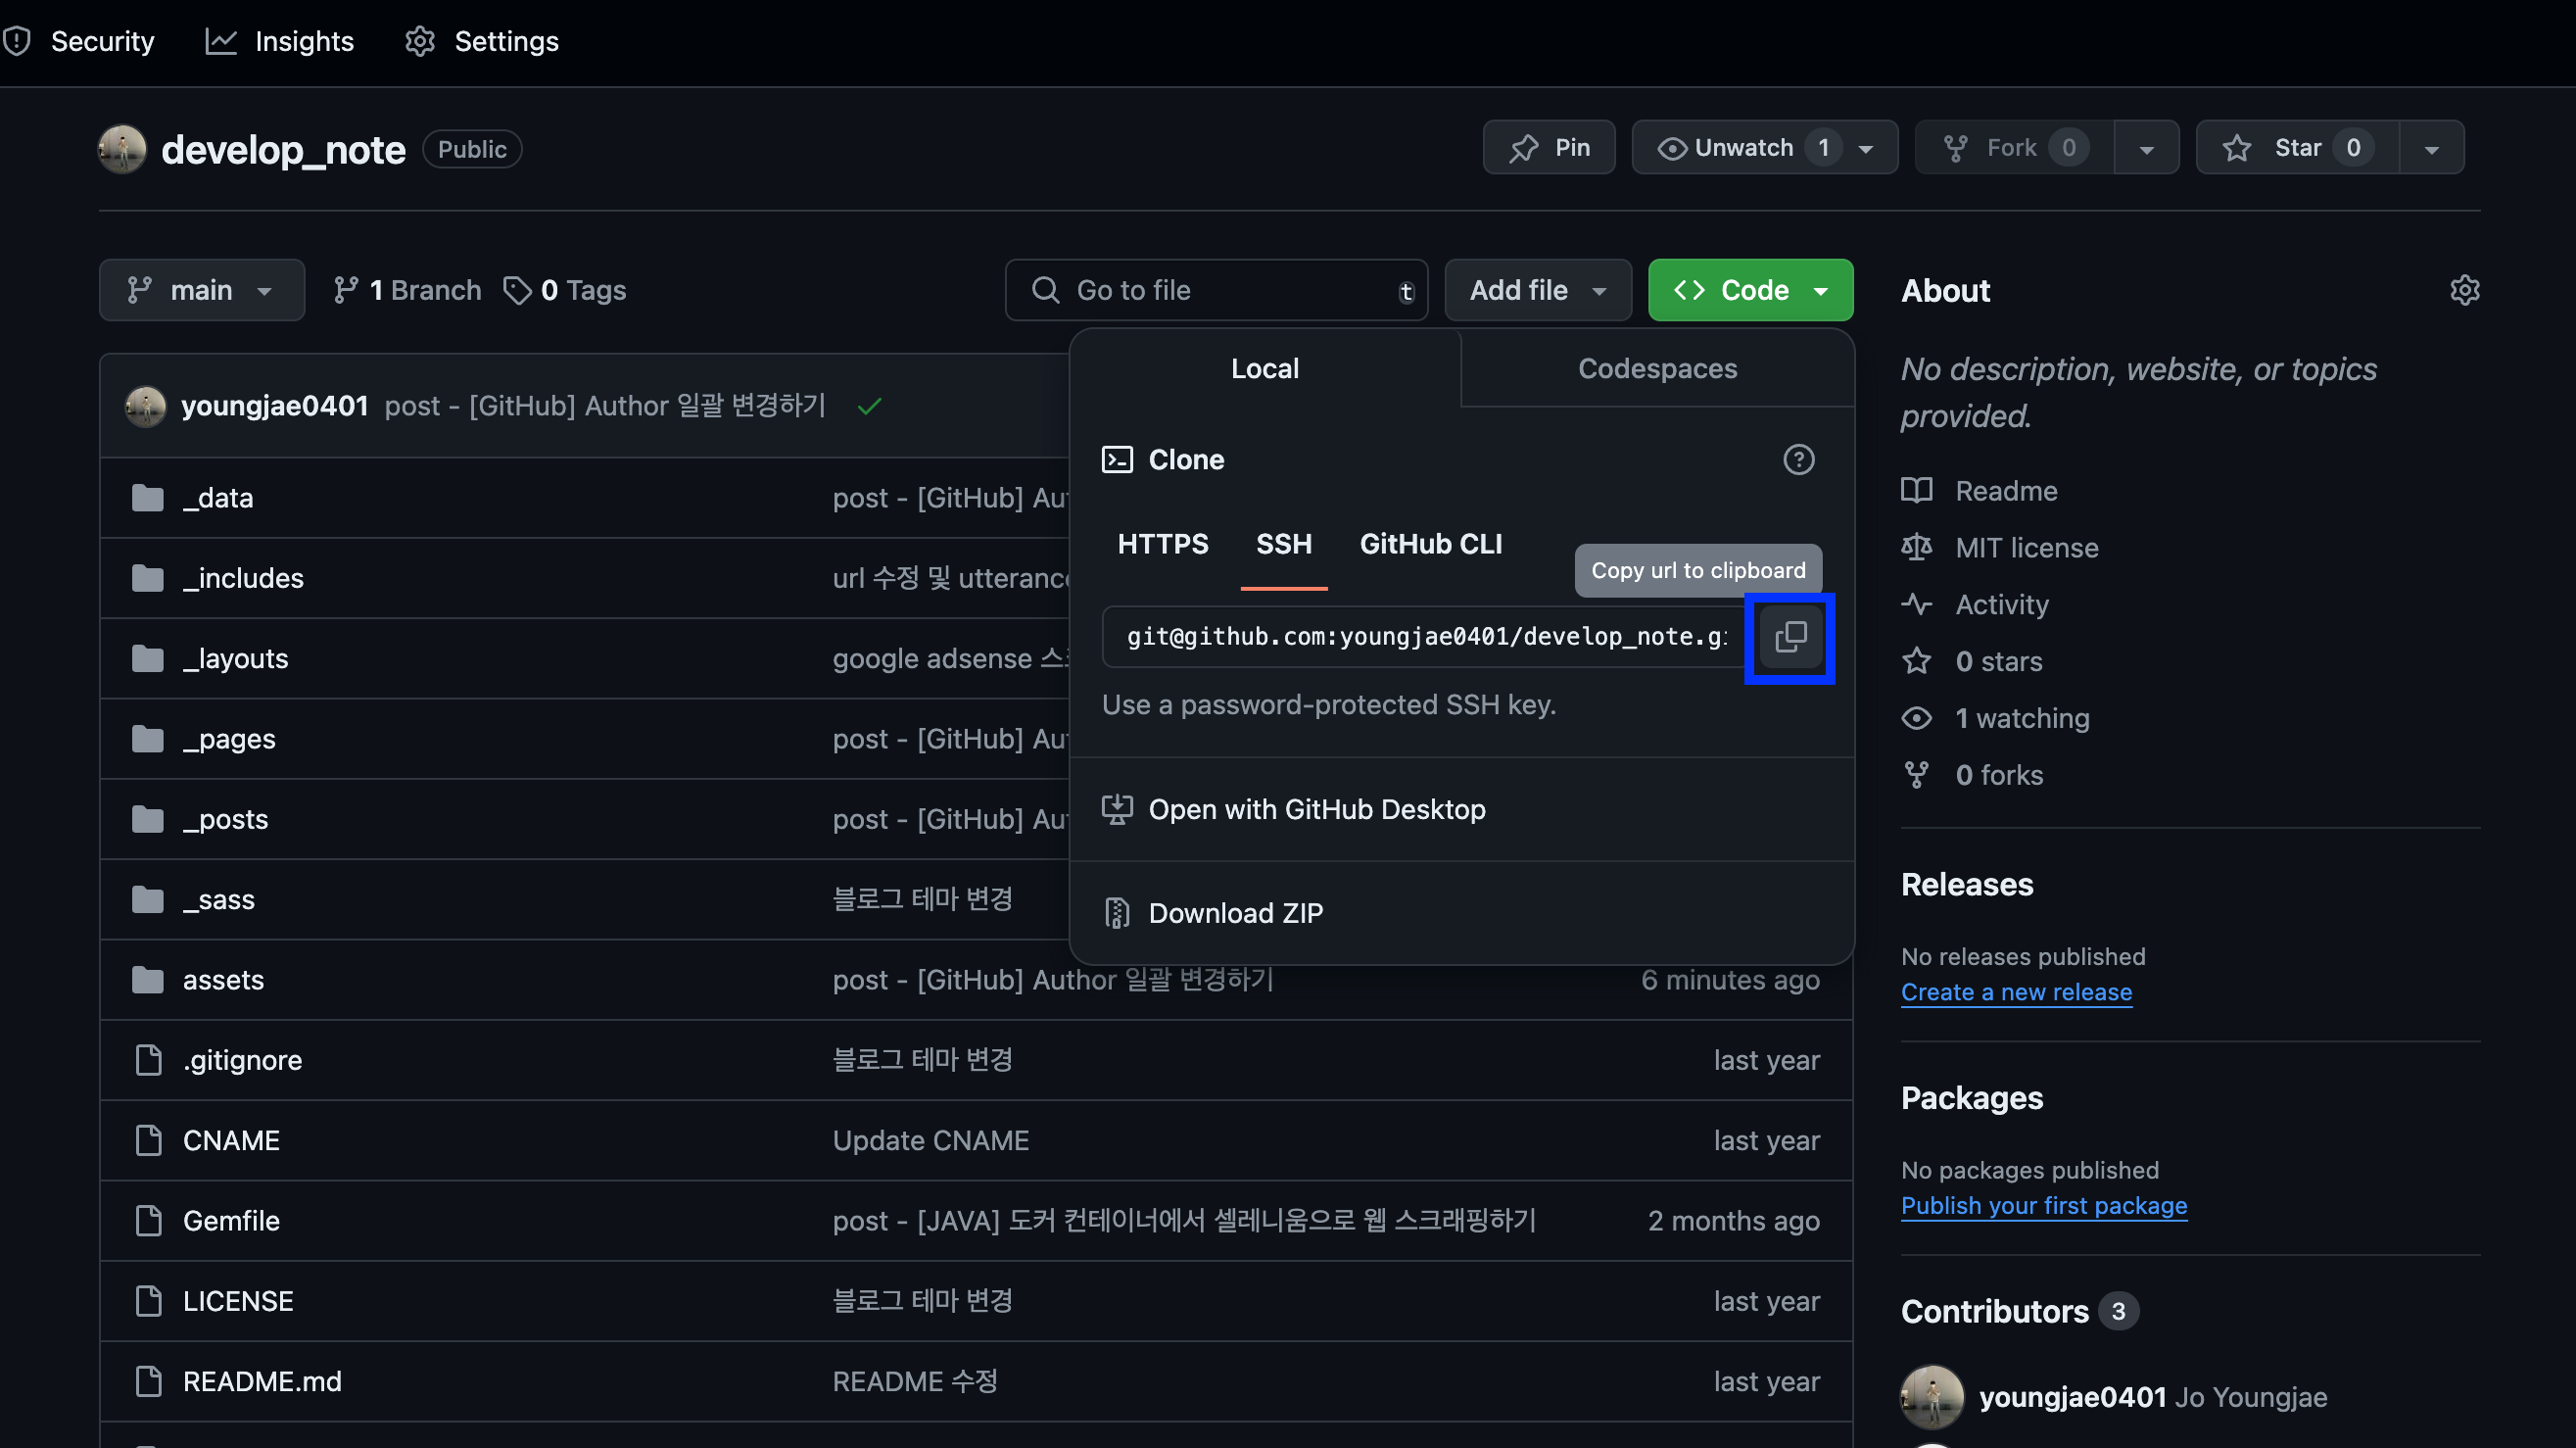 Security Insights Settings
develop_note Public
Pin Unwatch 1 Fork 0 Star 0
main 1 Branch 0 Tags
Go to file t Add file <> Code
youngjae0401 post - [GitHub] Author 일괄 변경하기
_data post - [GitHub]
_includes url 수정 및
_layouts google adsense
_pages post - [GitHub]
_posts post - [GitHub]
_sass 블로그 테마 변경
assets post - [GitHub] Author 일괄 변경하기 6 minutes ago
.gitignore 블로그 테마 변경 last year
CNAME Update CNAME last year
Gemfile post - [JAVA] 도커 컨테이너에서 셀레니움으로 웹 스크래핑하기 2 months ago
LICENSE 블로그 테마 변경 last year
README.md README 수정 last year
Local Codespaces
Clone
HTTPS SSH GitHub CLI
Copy url to clipboard
git@github.com:youngjae0401/develop_note.g
Use a password-protected SSH key.
Open with GitHub Desktop
Download ZIP
About
No description, website, or topics
provided.
Readme
MIT license
Activity
0 stars
1 watching
0 forks
Releases
No releases published
Create a new release
Packages
No packages published
Publish your first package
Contributors 3
youngjae0401 Jo Youngjae